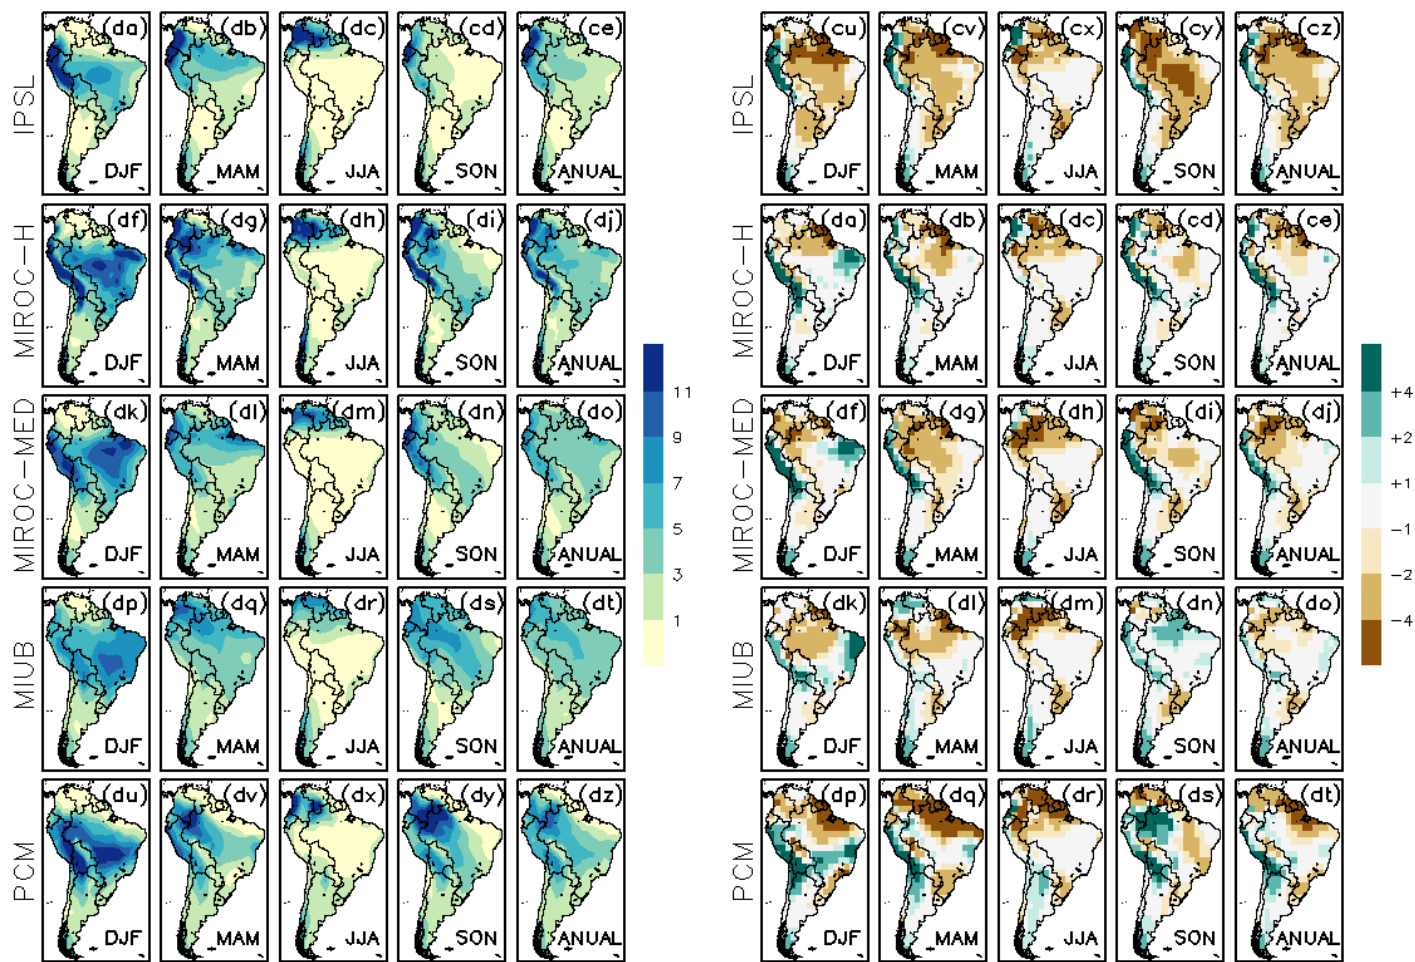 IPSL
(da) (db) (dc) (cd) (ce)
DJF MAM JJA SON ANUAL
MIROC-H
(df) (dg) (dh) (di) (dj)
DJF MAM JJA SON ANUAL
MIROC-MED
(dk) (dl) (dm) (dn) (do)
DJF MAM JJA SON ANUAL
MIUB
(dp) (dq) (dr) (ds) (dt)
DJF MAM JJA SON ANUAL
PCM
(du) (dv) (dx) (dy) (dz)
DJF MAM JJA SON ANUAL
11
9
7
5
3
1
IPSL
(cu) (cv) (cx) (cy) (cz)
DJF MAM JJA SON ANUAL
MIROC-H
(da) (db) (dc) (cd) (ce)
DJF MAM JJA SON ANUAL
MIROC-MED
(df) (dg) (dh) (di) (dj)
DJF MAM JJA SON ANUAL
MIUB
(dk) (dl) (dm) (dn) (do)
DJF MAM JJA SON ANUAL
PCM
(dp) (dq) (dr) (ds) (dt)
DJF MAM JJA SON ANUAL
+4
+2
+1
-1
-2
-4